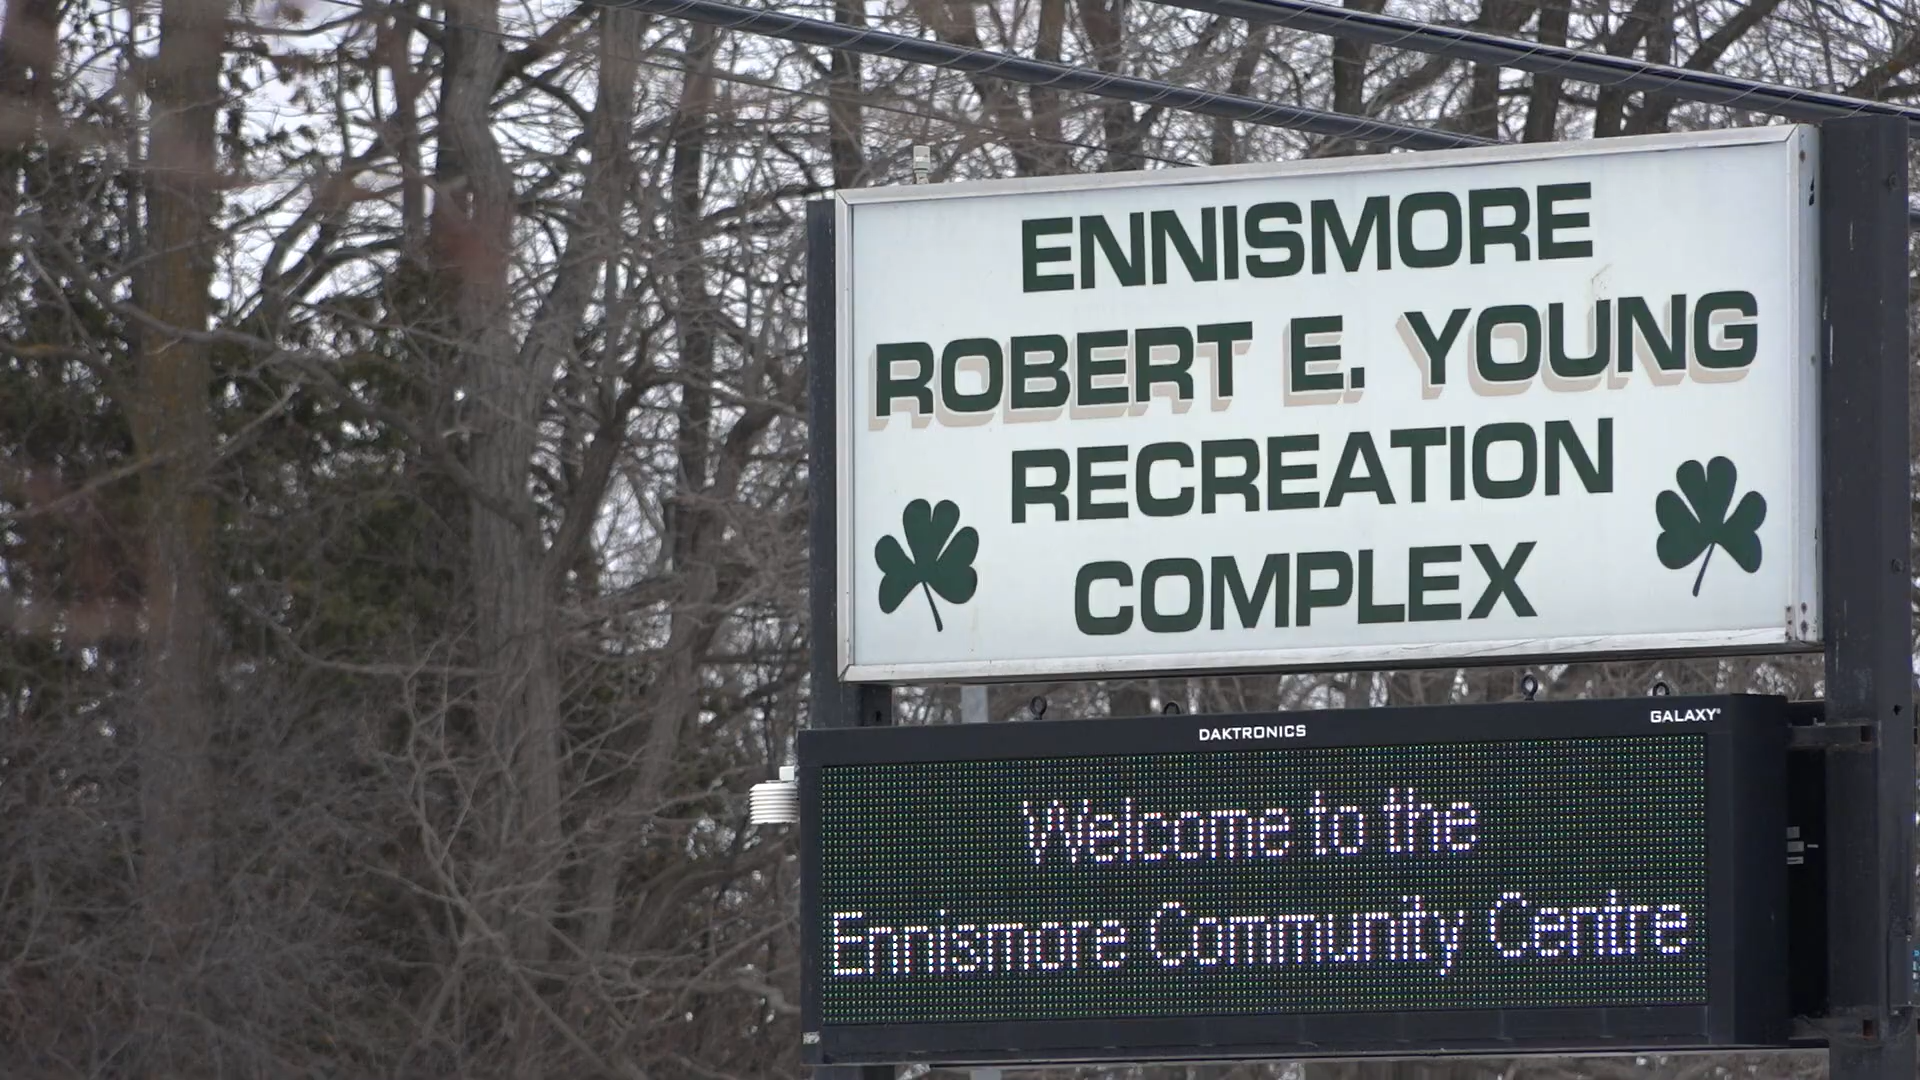 ENNISMORE
ROBERT E. YOUNG
RECREATION
COMPLEX
DAKTRONICS
GALAXY®
Welcome to the
Ennismore Community Centre